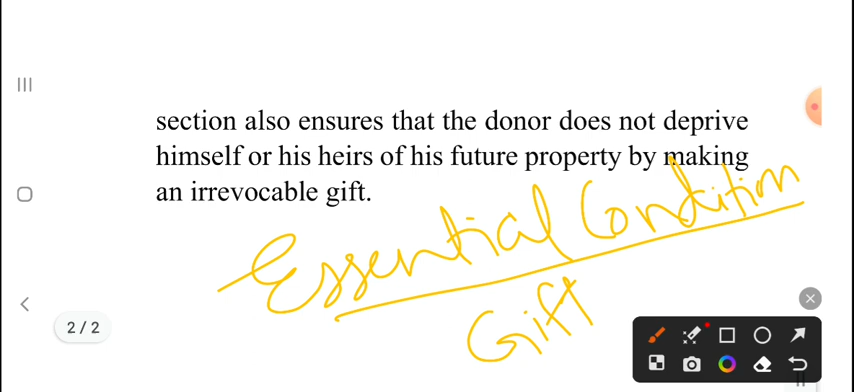 section also ensures that the donor does not deprive
himself or his heirs of his future property by making
an irrevocable gift.
Essential Condition
Gift
2 / 2